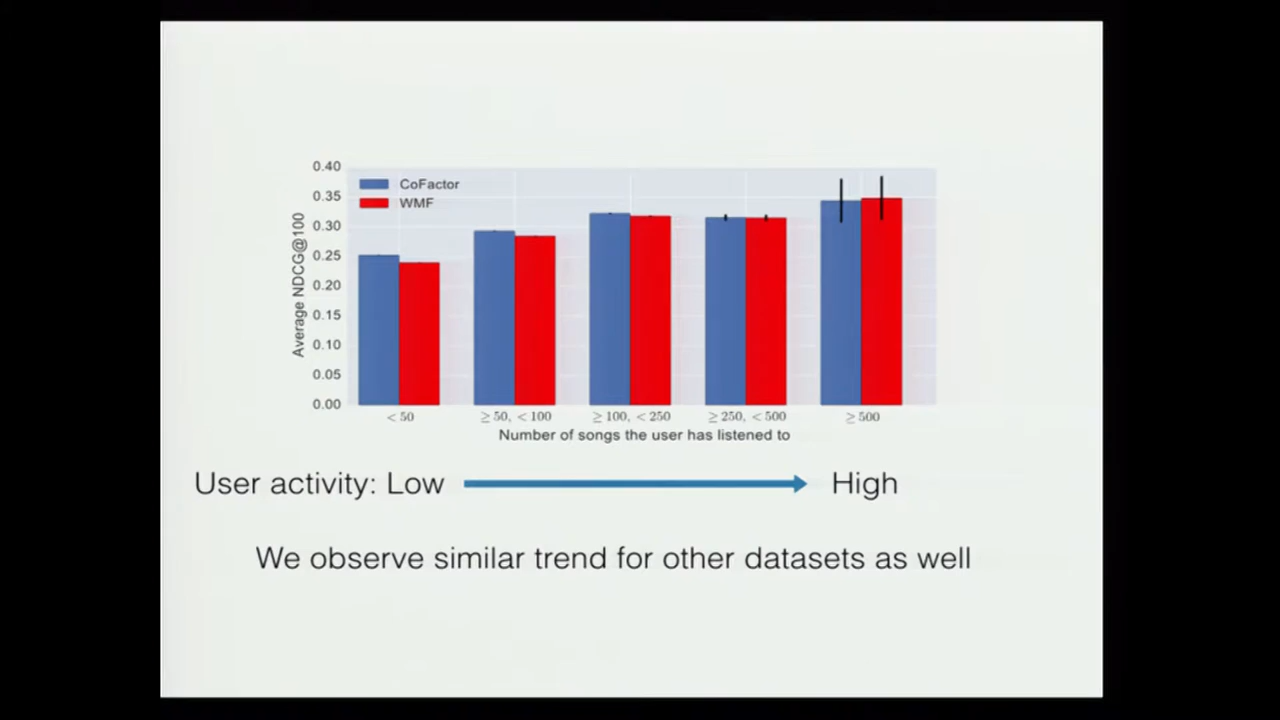 0.40
0.35
0.30
0.25
0.20
0.15
0.10
0.05
0.00
Average NDCG@100
CoFactor
WMF
< 50
≥ 50, < 100
≥ 100, < 250
≥ 250, < 500
≥ 500
Number of songs the user has listened to
User activity: Low
High
We observe similar trend for other datasets as well